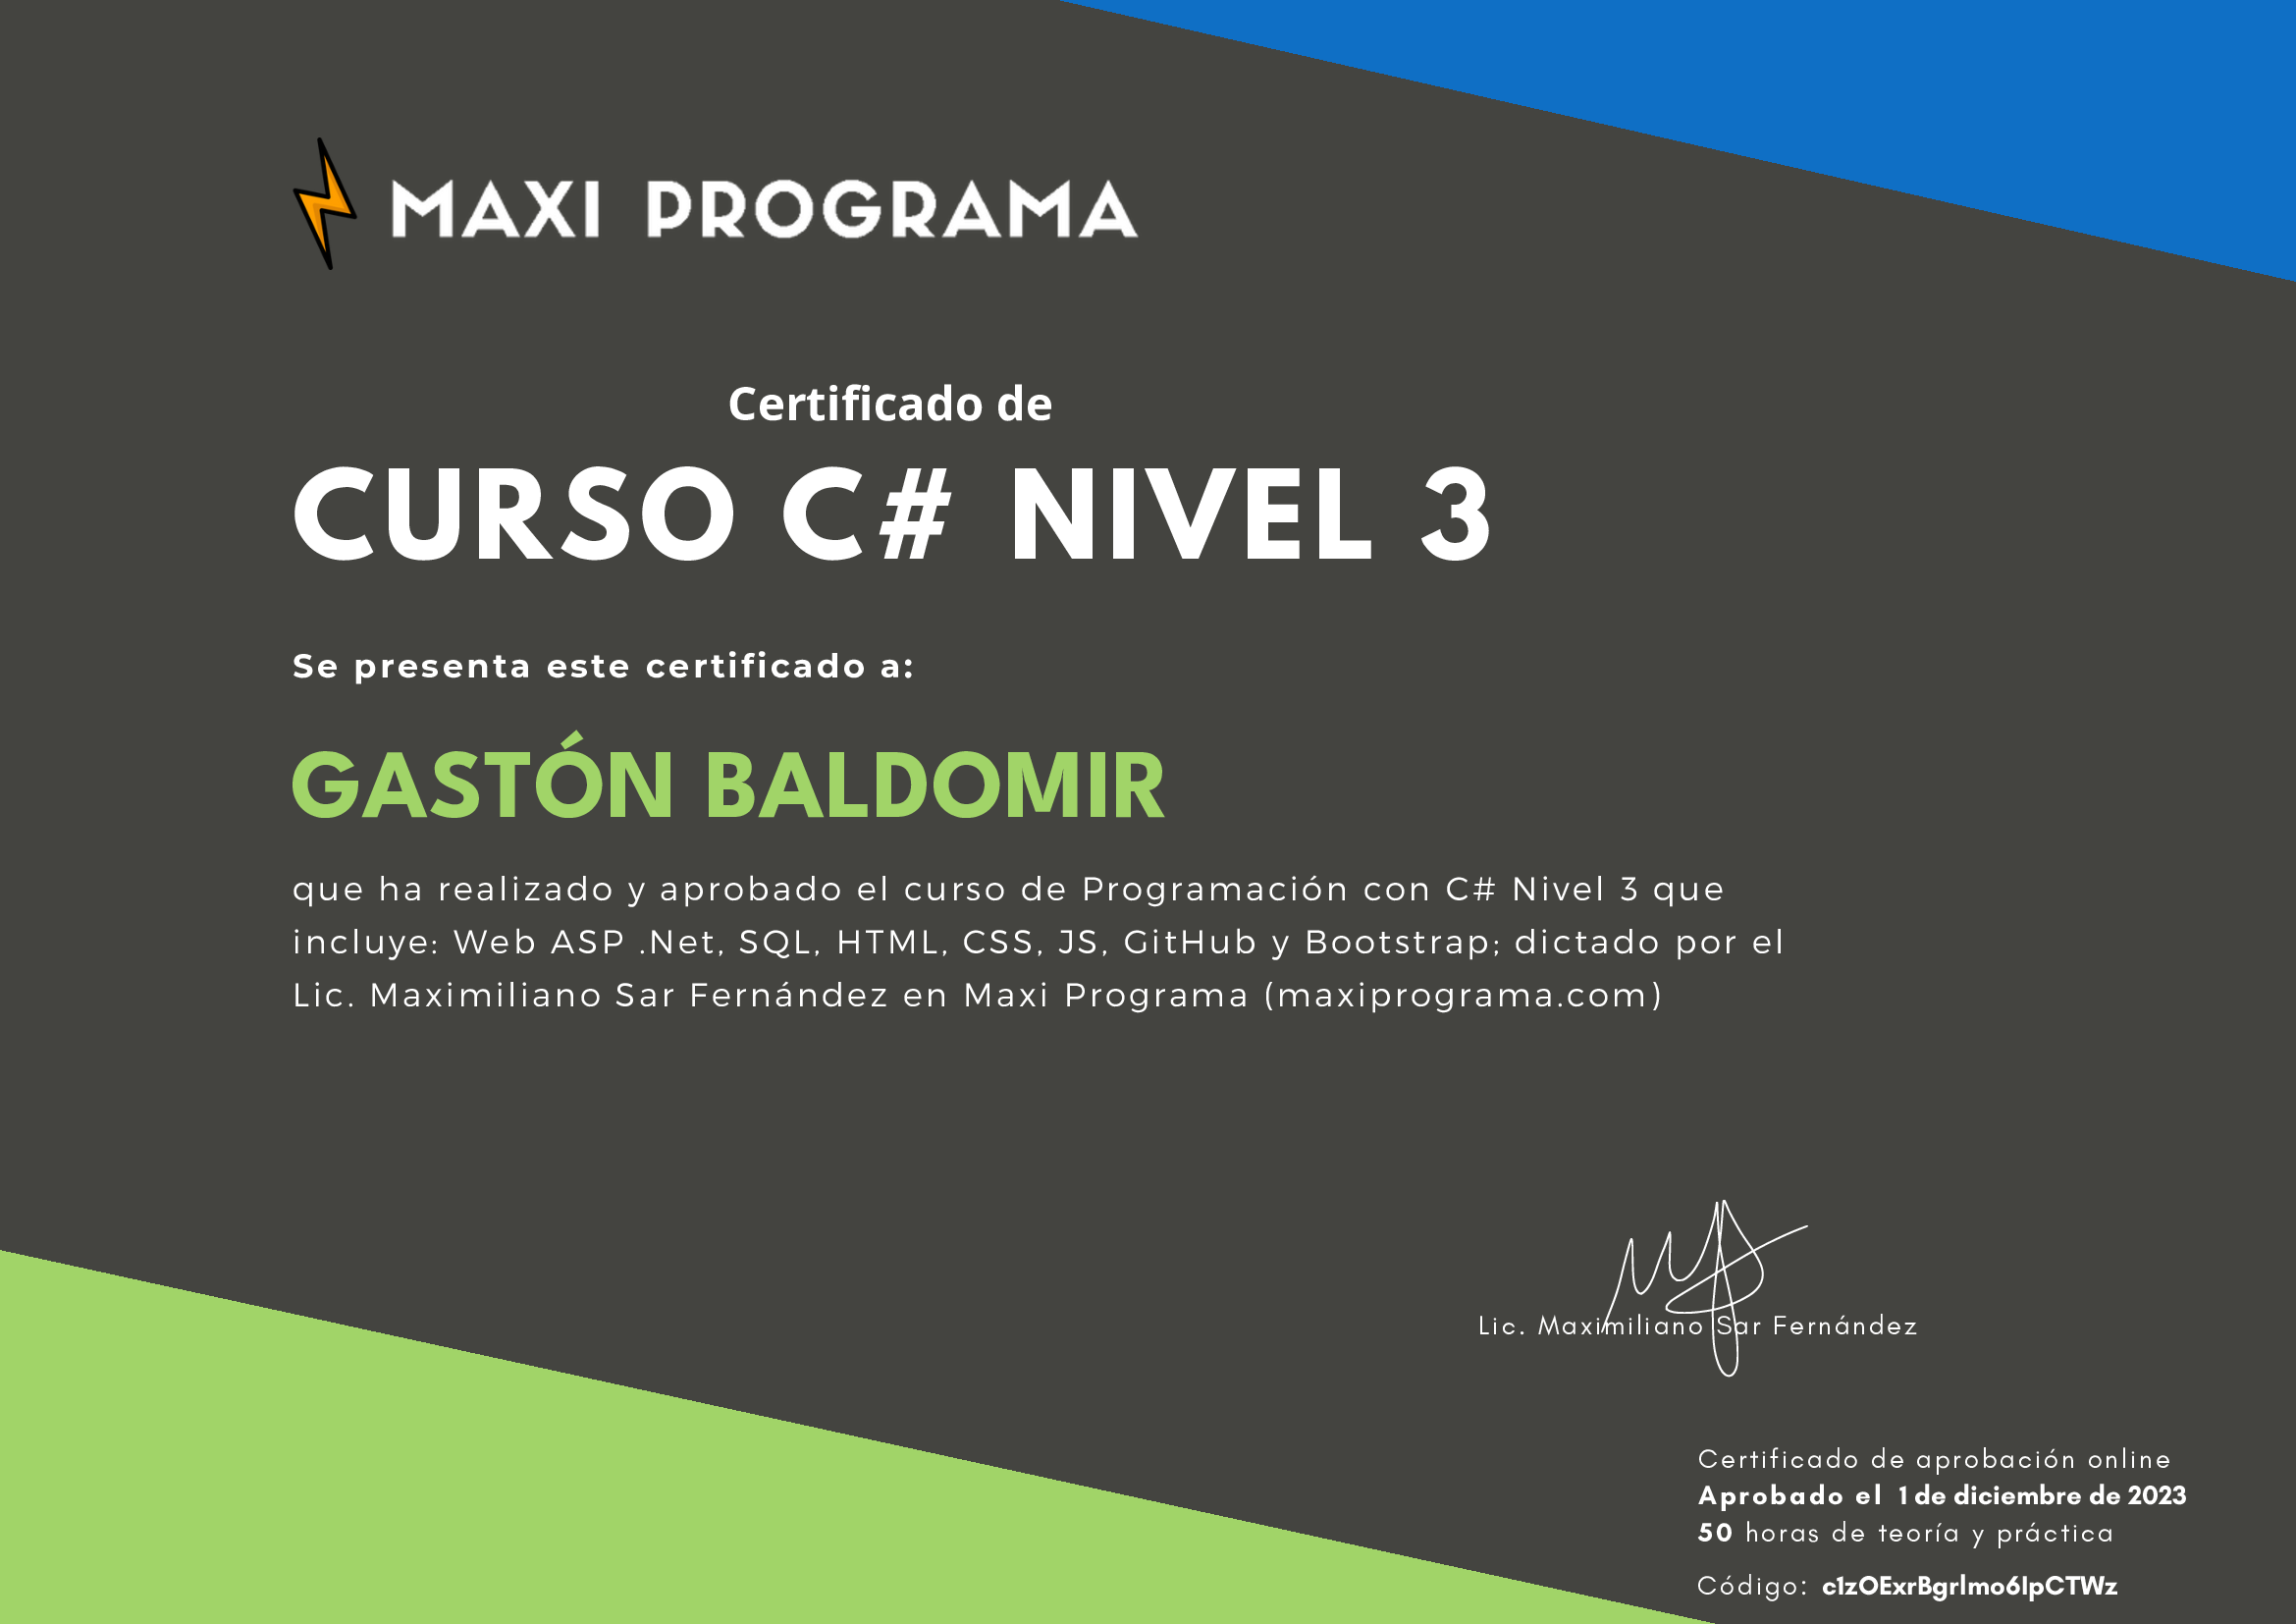 MAXI PROGRAMA
Certificado de
CURSO C# NIVEL 3
Se presenta este certificado a:
GASTÓN BALDOMIR
que ha realizado y aprobado el curso de Programación con C# Nivel 3 que
incluye: Web ASP .Net, SQL, HTML, CSS, JS, GitHub y Bootstrap; dictado por el
Lic. Maximiliano Sar Fernández en Maxi Programa (maxiprograma.com)
Lic. Maximiliano Sar Fernández
Certificado de aprobación online
Aprobado el 1 de diciembre de 2023
50 horas de teoría y práctica
Código: